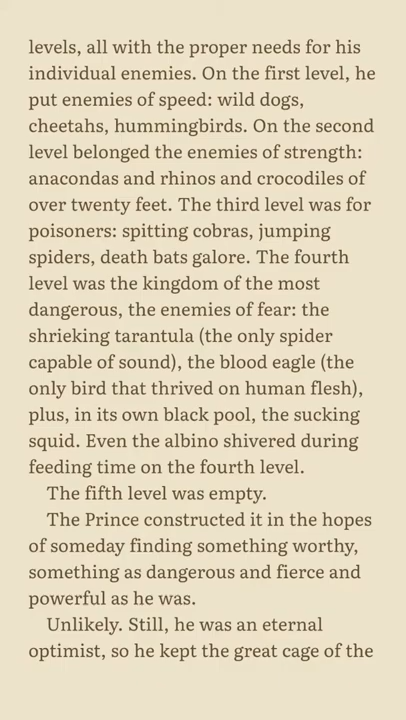 levels, all with the proper needs for his
individual enemies. On the first level, he
put enemies of speed: wild dogs,
cheetahs, hummingbirds. On the second
level belonged the enemies of strength:
anacondas and rhinos and crocodiles of
over twenty feet. The third level was for
poisoners: spitting cobras, jumping
spiders, death bats galore. The fourth
level was the kingdom of the most
dangerous, the enemies of fear: the
shrieking tarantula (the only spider
capable of sound), the blood eagle (the
only bird that thrived on human flesh),
plus, in its own black pool, the sucking
squid. Even the albino shivered during
feeding time on the fourth level.
The fifth level was empty.
The Prince constructed it in the hopes
of someday finding something worthy,
something as dangerous and fierce and
powerful as he was.
Unlikely. Still, he was an eternal
optimist, so he kept the great cage of the